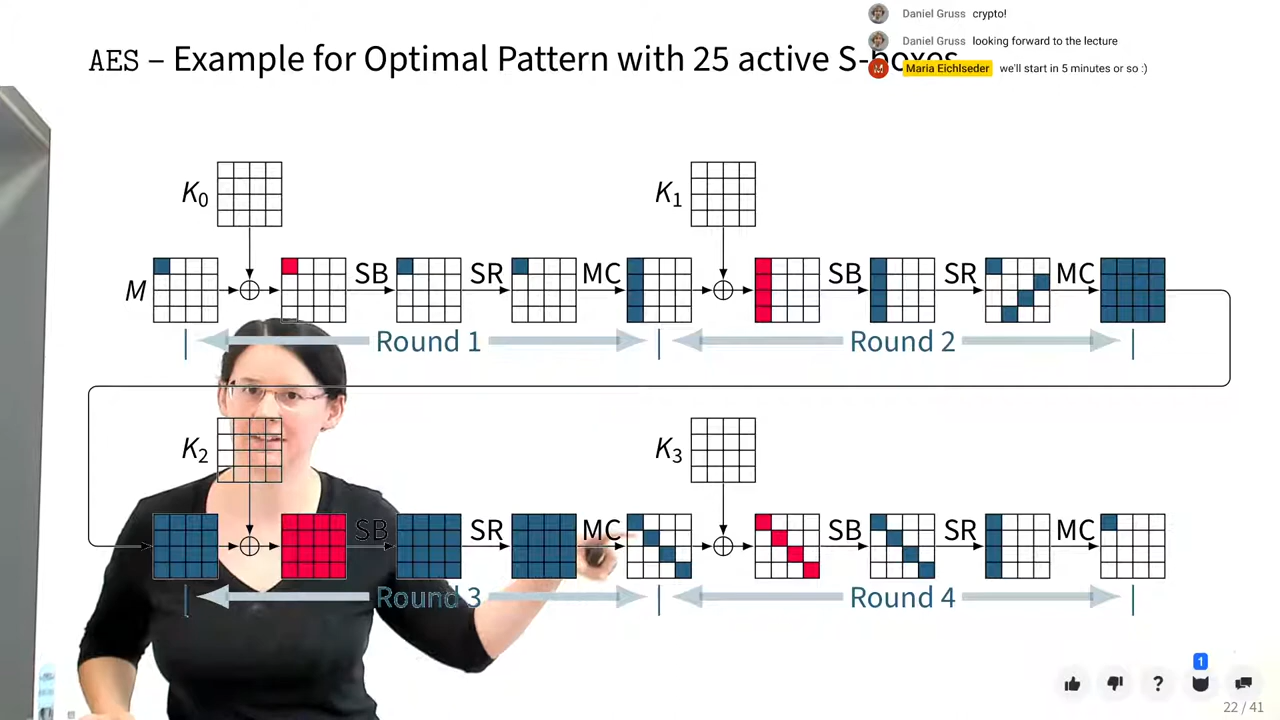 Daniel Gruss crypto!
Daniel Gruss looking forward to the lecture
AES – Example for Optimal Pattern with 25 active S-boxes
M Maria Eichlseder we'll start in 5 minutes or so :)
K0 K1
M SB SR MC SB SR MC
Round 1 Round 2
K2 K3
SB SR MC SB SR MC
Round 3 Round 4
1
?
22 / 41